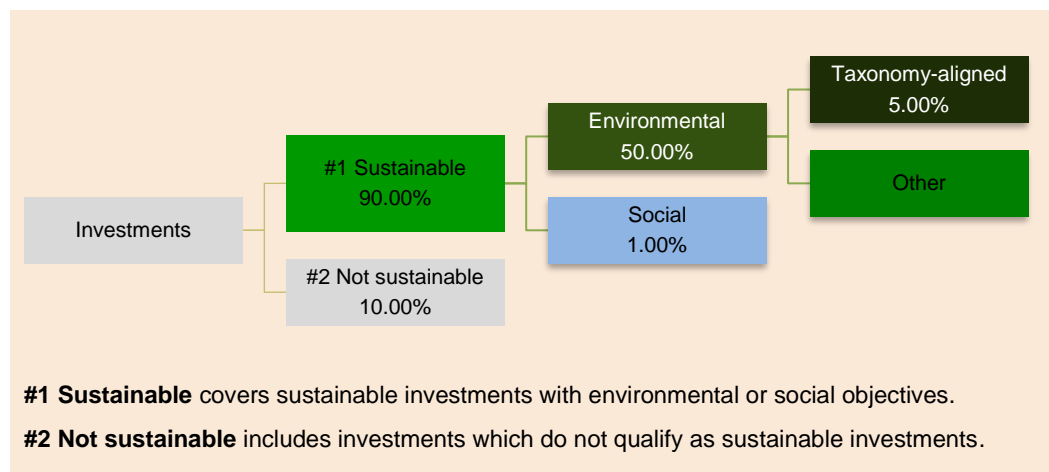 Taxonomy-aligned
5.00%
Environmental
50.00%
#1 Sustainable
90.00%
Other
Investments
Social
1.00%
#2 Not sustainable
10.00%
#1 Sustainable covers sustainable investments with environmental or social objectives.
#2 Not sustainable includes investments which do not qualify as sustainable investments.